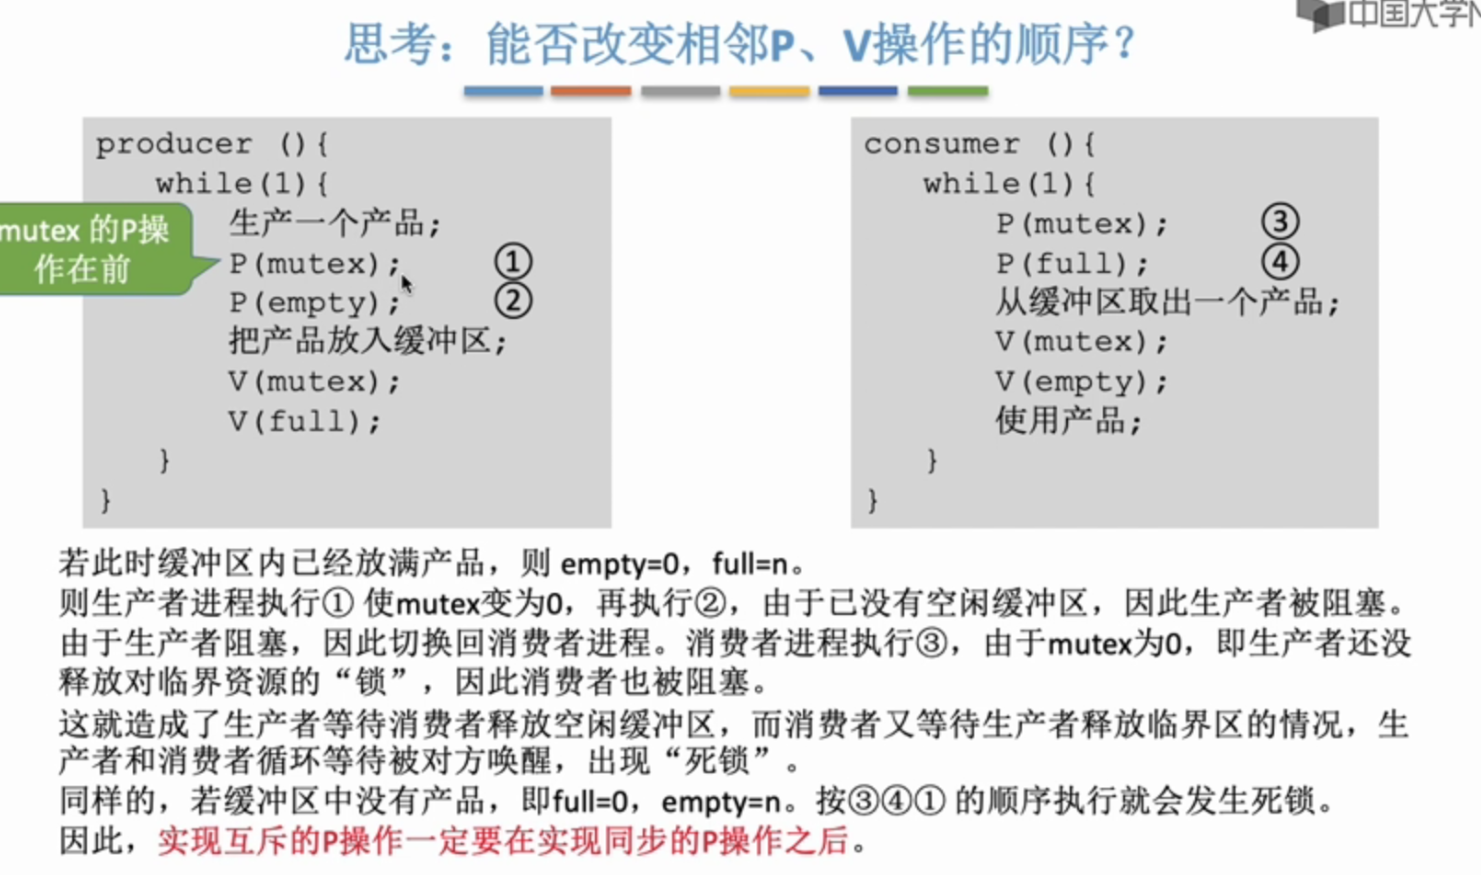 中国大学M
思考：能否改变相邻P、V操作的顺序？
producer (){
while(1){
生产一个产品;
P(mutex); ①
P(empty); ②
把产品放入缓冲区;
V(mutex);
V(full);
}
}
mutex 的P操
作在前
consumer (){
while(1){
P(mutex); ③
P(full); ④
从缓冲区取出一个产品;
V(mutex);
V(empty);
使用产品;
}
}
若此时缓冲区内已经放满产品，则 empty=0，full=n。
则生产者进程执行① 使mutex变为0，再执行②，由于已没有空闲缓冲区，因此生产者被阻塞。
由于生产者阻塞，因此切换回消费者进程。消费者进程执行③，由于mutex为0，即生产者还没
释放对临界资源的“锁”，因此消费者也被阻塞。
这就造成了生产者等待消费者释放空闲缓冲区，而消费者又等待生产者释放临界区的情况，生
产者和消费者循环等待被对方唤醒，出现“死锁”。
同样的，若缓冲区中没有产品，即full=0，empty=n。按③④① 的顺序执行就会发生死锁。
因此，实现互斥的P操作一定要在实现同步的P操作之后。